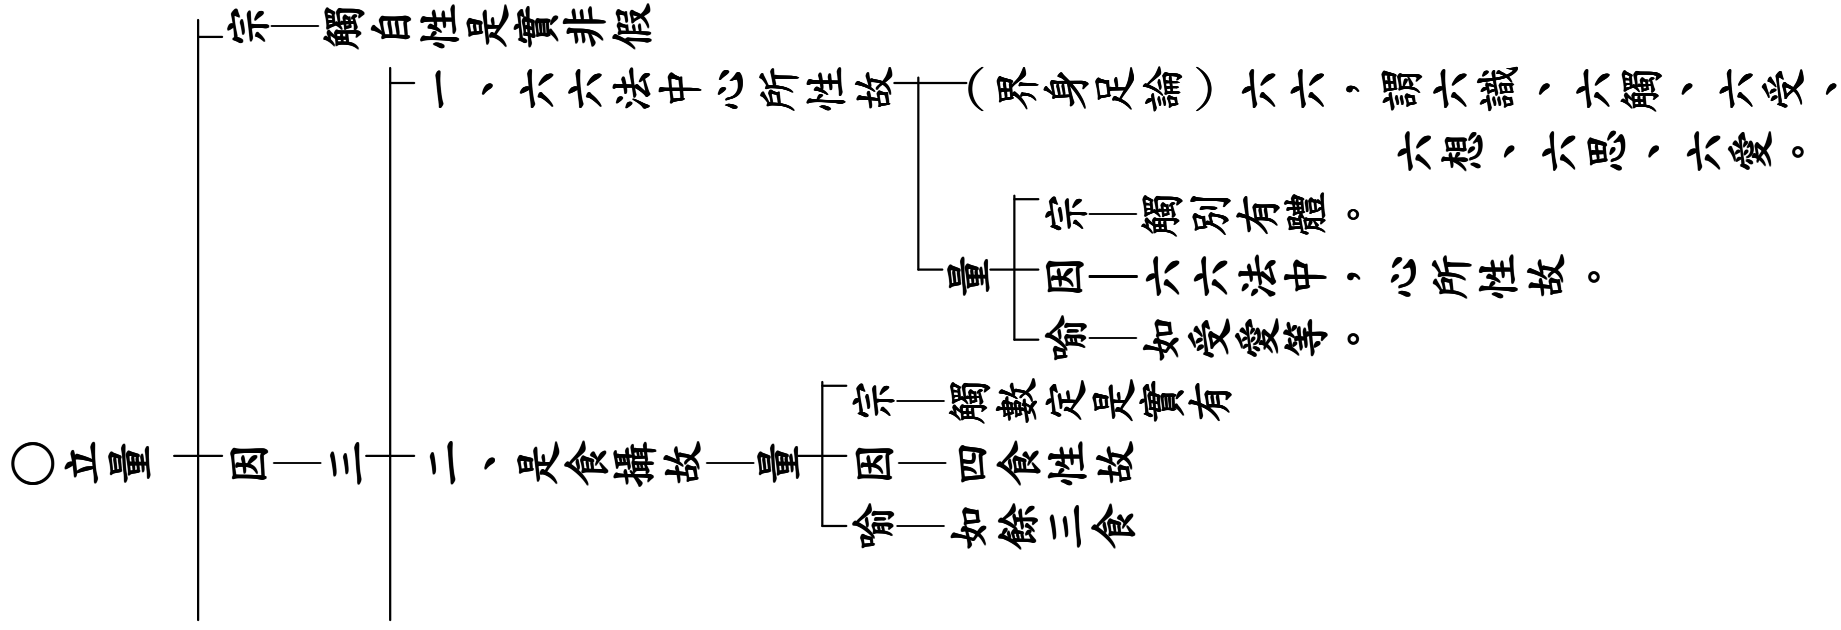 ○立量
宗 觸自性是實非假
因 三
一、六六法中心所性故
(界身足論)六六，謂六識、六觸、六受、
六想、六思、六愛。
量
宗 觸別有體。
因 六六法中，心所性故。
喻 如受愛等。
二、是食攝故 量
宗 觸數定是實有
因 四食性故
喻 如餘三食